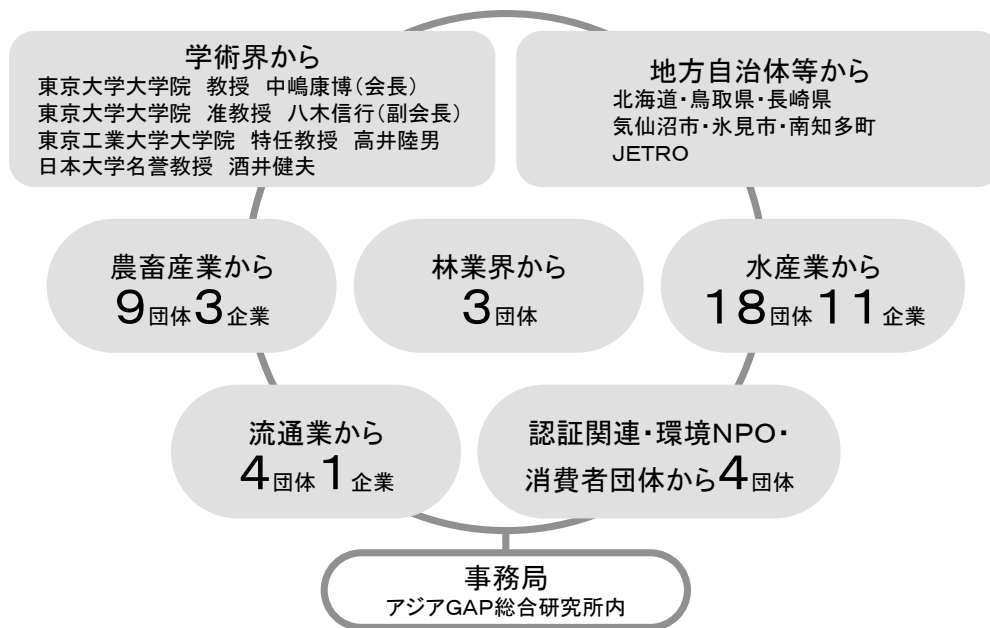 学術界から
東京大学大学院 教授 中嶋康博(会長)
東京大学大学院 准教授 八木信行(副会長)
東京工業大学大学院 特任教授 高井陸男
日本大学名誉教授 酒井健夫
地方自治体等から
北海道・鳥取県・長崎県
気仙沼市・氷見市・南知多町
JETRO
農畜産業から
9団体3企業
林業界から
3団体
水産業から
18団体11企業
流通業から
4団体1企業
認証関連・環境NPO・
消費者団体から4団体
事務局
アジアGAP総合研究所内